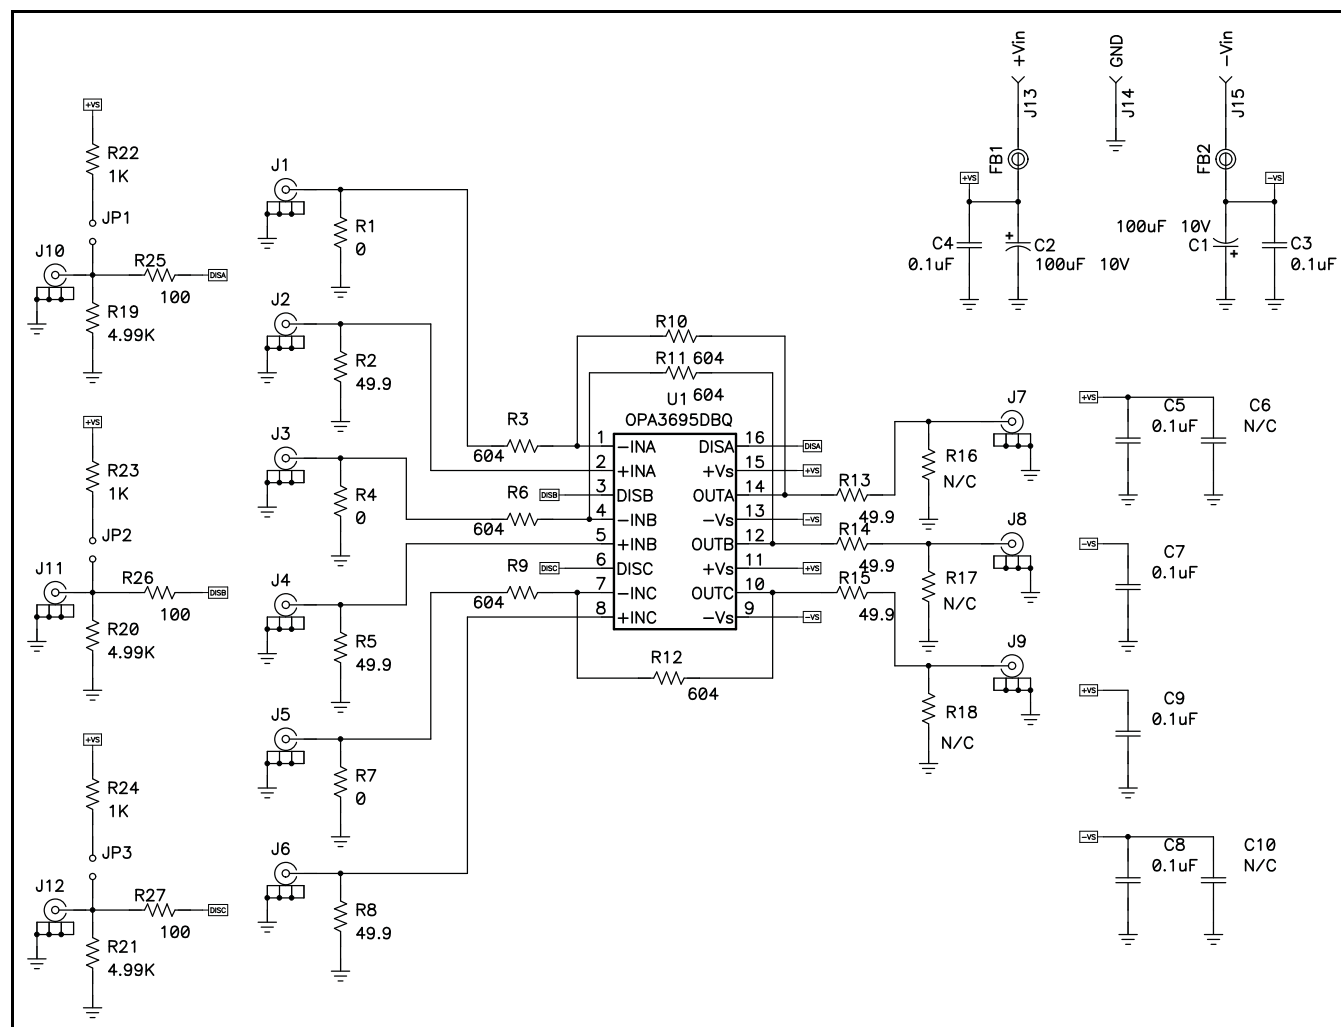 +Vin
GND
-Vin
J13
J14
J15
FB1
FB2
+VS
-VS
C4
0.1uF
+
C2
100uF 10V
100uF 10V
C1
+
C3
0.1uF
+VS
R22
1K
JP1
J10
R25
100
DISA
R19
4.99K
+VS
R23
1K
JP2
J11
R26
100
DISB
R20
4.99K
+VS
R24
1K
JP3
J12
R27
100
DISC
R21
4.99K
J1
R1
0
J2
R2
49.9
J3
R4
0
J4
R5
49.9
J5
R7
0
J6
R8
49.9
R3
604
R6
604
R9
604
DISB
DISC
R10
604
R11
604
U1
OPA3695DBQ
1 -INA DISA 16
2 +INA +Vs 15
3 DISB OUTA 14
4 -INB -Vs 13
5 +INB OUTB 12
6 DISC +Vs 11
7 -INC OUTC 10
8 +INC -Vs 9
R12
604
DISA
+VS
-VS
+VS
-VS
R13
49.9
R14
49.9
R15
49.9
R16
N/C
R17
N/C
R18
N/C
J7
J8
J9
+VS
C5
0.1uF
C6
N/C
-VS
C7
0.1uF
+VS
C9
0.1uF
-VS
C8
0.1uF
C10
N/C